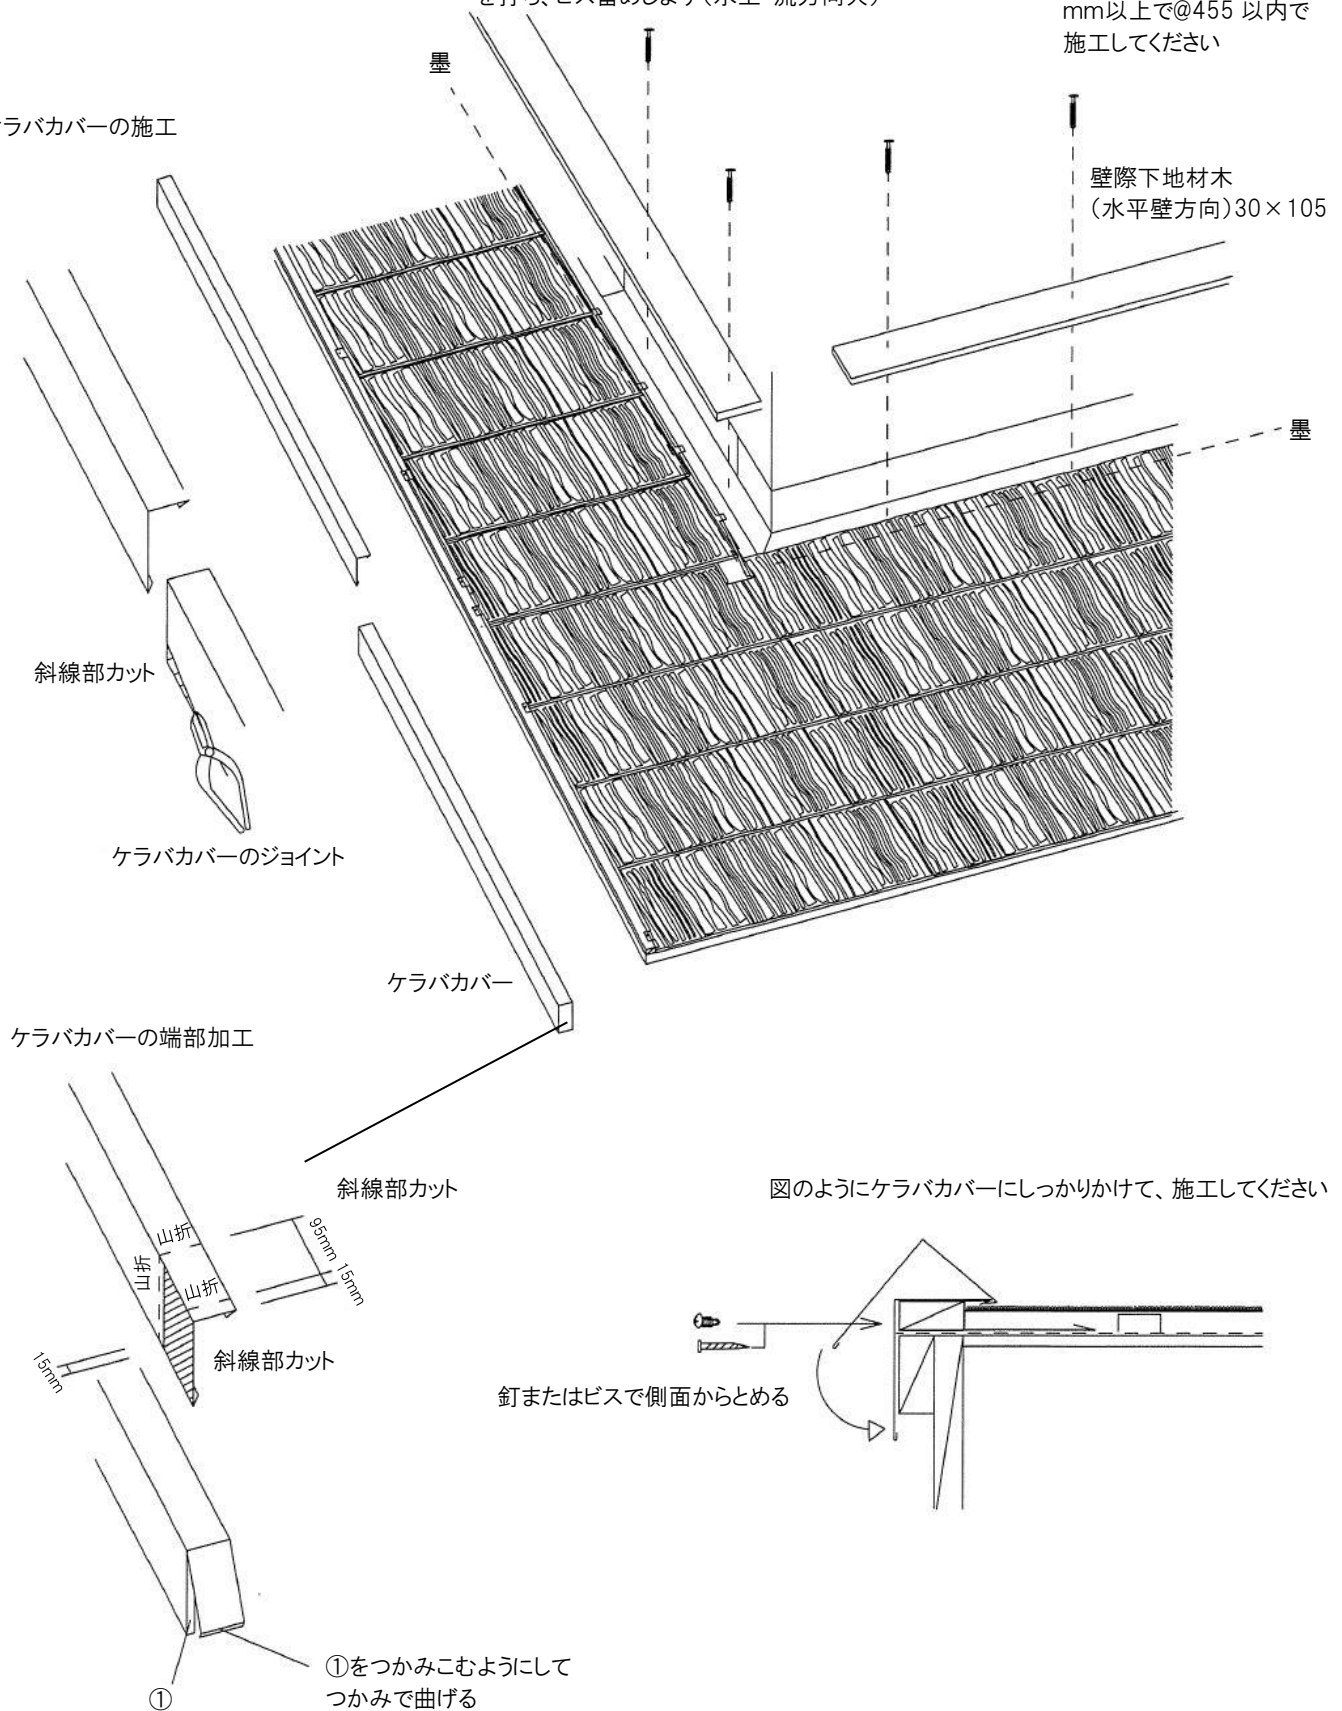 を打ち、ビス留めします(水上・流方向共)
mm以上で@455 以内で
施工してください
墨
ケラバカバーの施工
壁際下地材木
(水平壁方向)30×105
墨
斜線部カット
ケラバカバーのジョイント
ケラバカバー
ケラバカバーの端部加工
斜線部カット
図のようにケラバカバーにしっかりかけて、施工してください
山折
山折
山折
95mm
15mm
15mm
斜線部カット
釘またはビスで側面からとめる
①をつかみこむようにして
つかみで曲げる
①